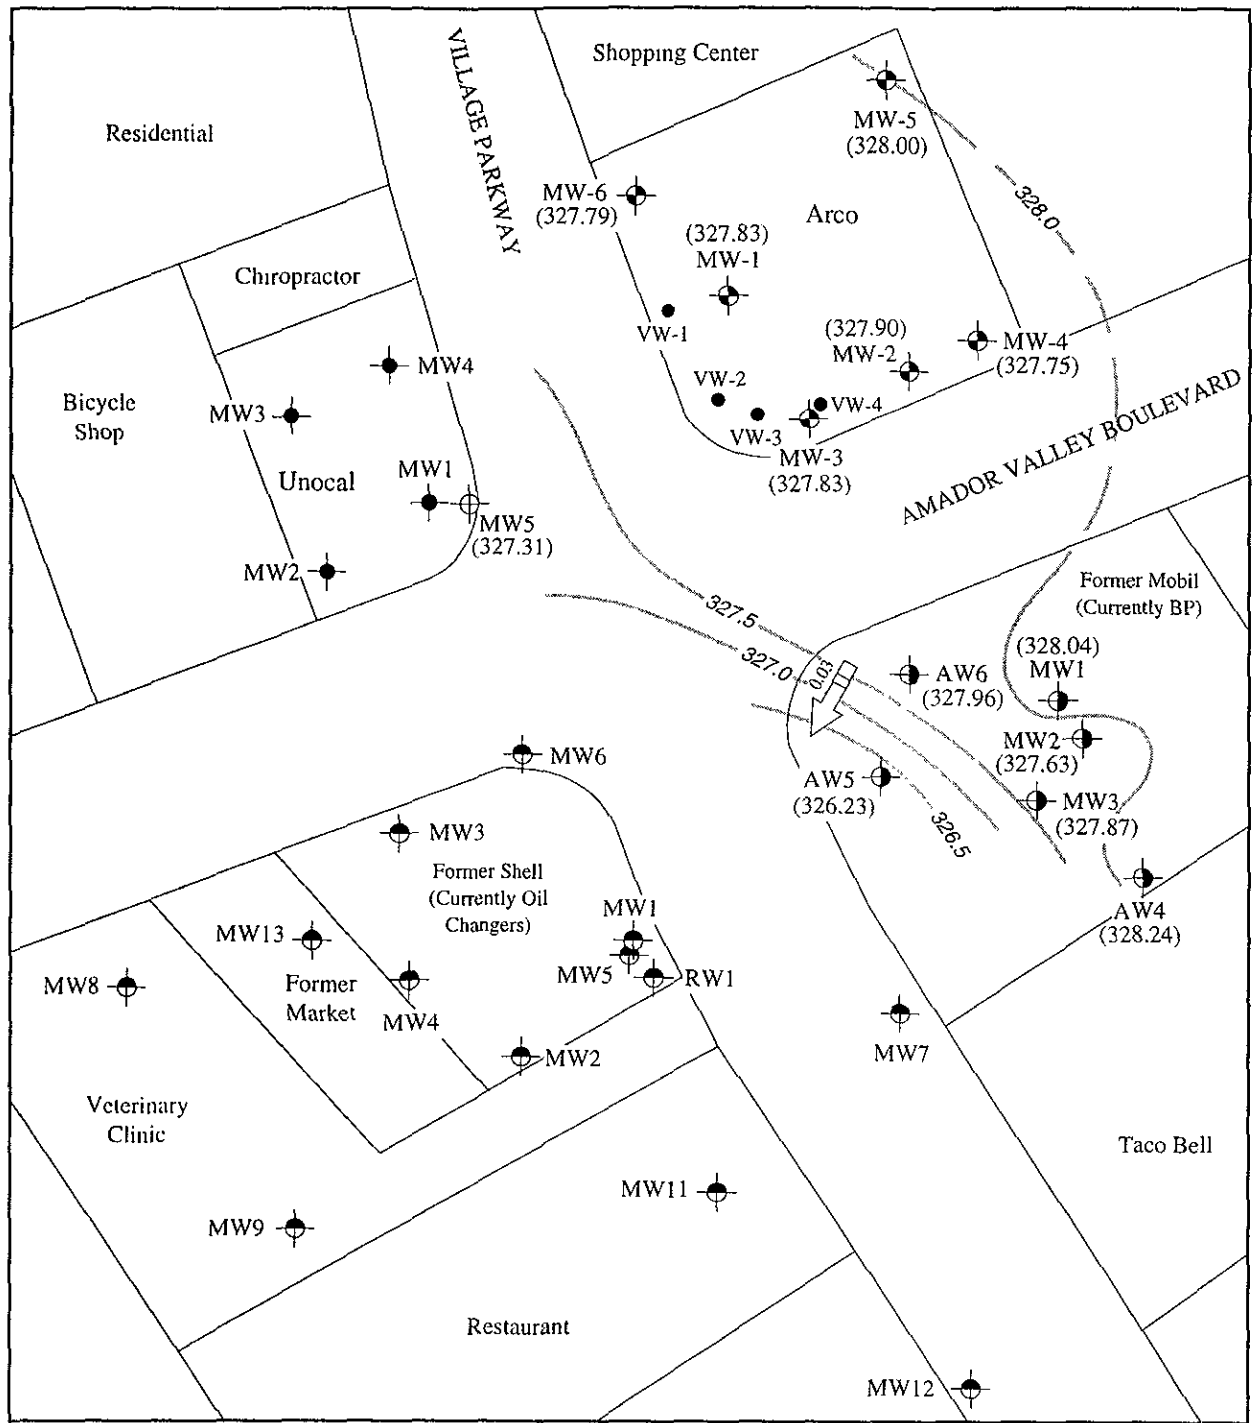 Shopping Center
VILLAGE PARKWAY
Residential
MW-5
(328.00)
MW-6
(327.79)
Arco
328.0
(327.83)
MW-1
Chiropractor
VW-1
(327.90)
MW-2
MW-4
(327.75)
MW4
VW-2
VW-4
Bicycle
Shop
MW3
VW-3
MW-3
(327.83)
AMADOR VALLEY BOULEVARD
MW1
Unocal
MW5
(327.31)
MW2
Former Mobil
(Currently BP)
327.5
327.0
0.03
(328.04)
MW1
AW6
(327.96)
MW2
(327.63)
MW6
AW5
(326.23)
MW3
(327.87)
326.5
MW3
Former Shell
(Currently Oil
Changers)
MW1
AW4
(328.24)
MW13
MW5
RW1
MW8
Former
Market
MW4
MW7
MW2
Veterinary
Clinic
Taco Bell
MW11
MW9
Restaurant
MW12